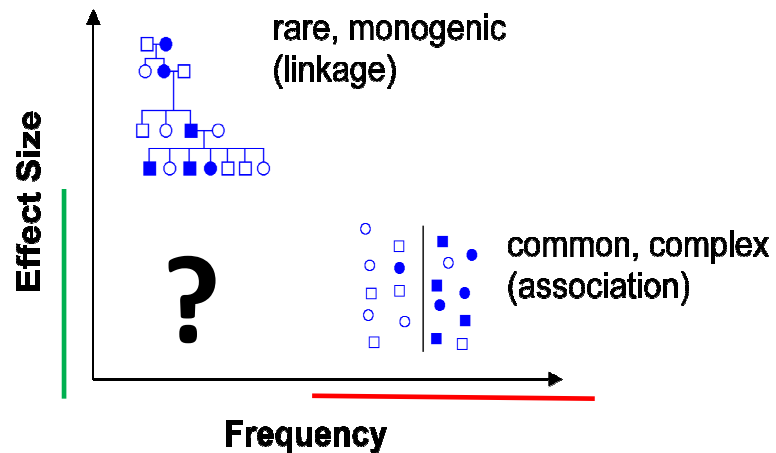 rare, monogenic
(linkage)
Effect Size
common, complex
(association)
?
Frequency